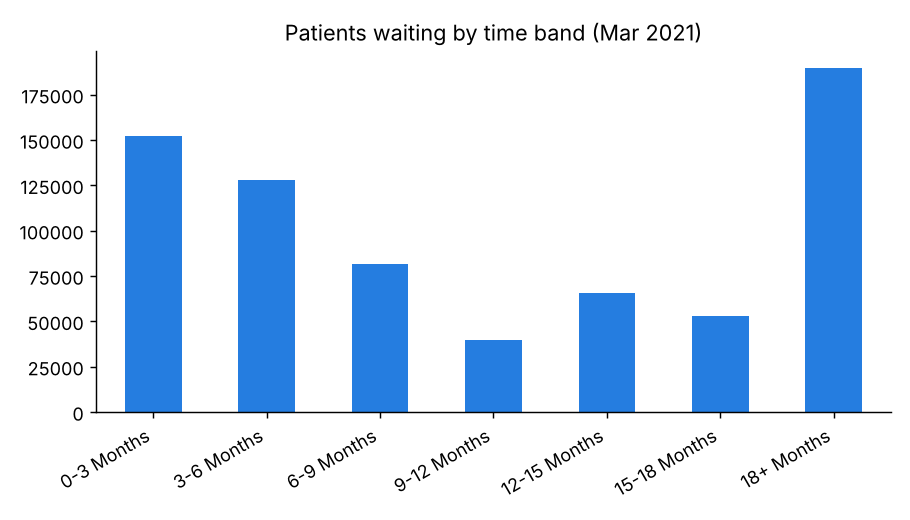 Patients waiting by time band (Mar 2021)
175000
150000
125000
100000
75000
50000
25000
0
0-3 Months
3-6 Months
6-9 Months
9-12 Months
12-15 Months
15-18 Months
18+ Months